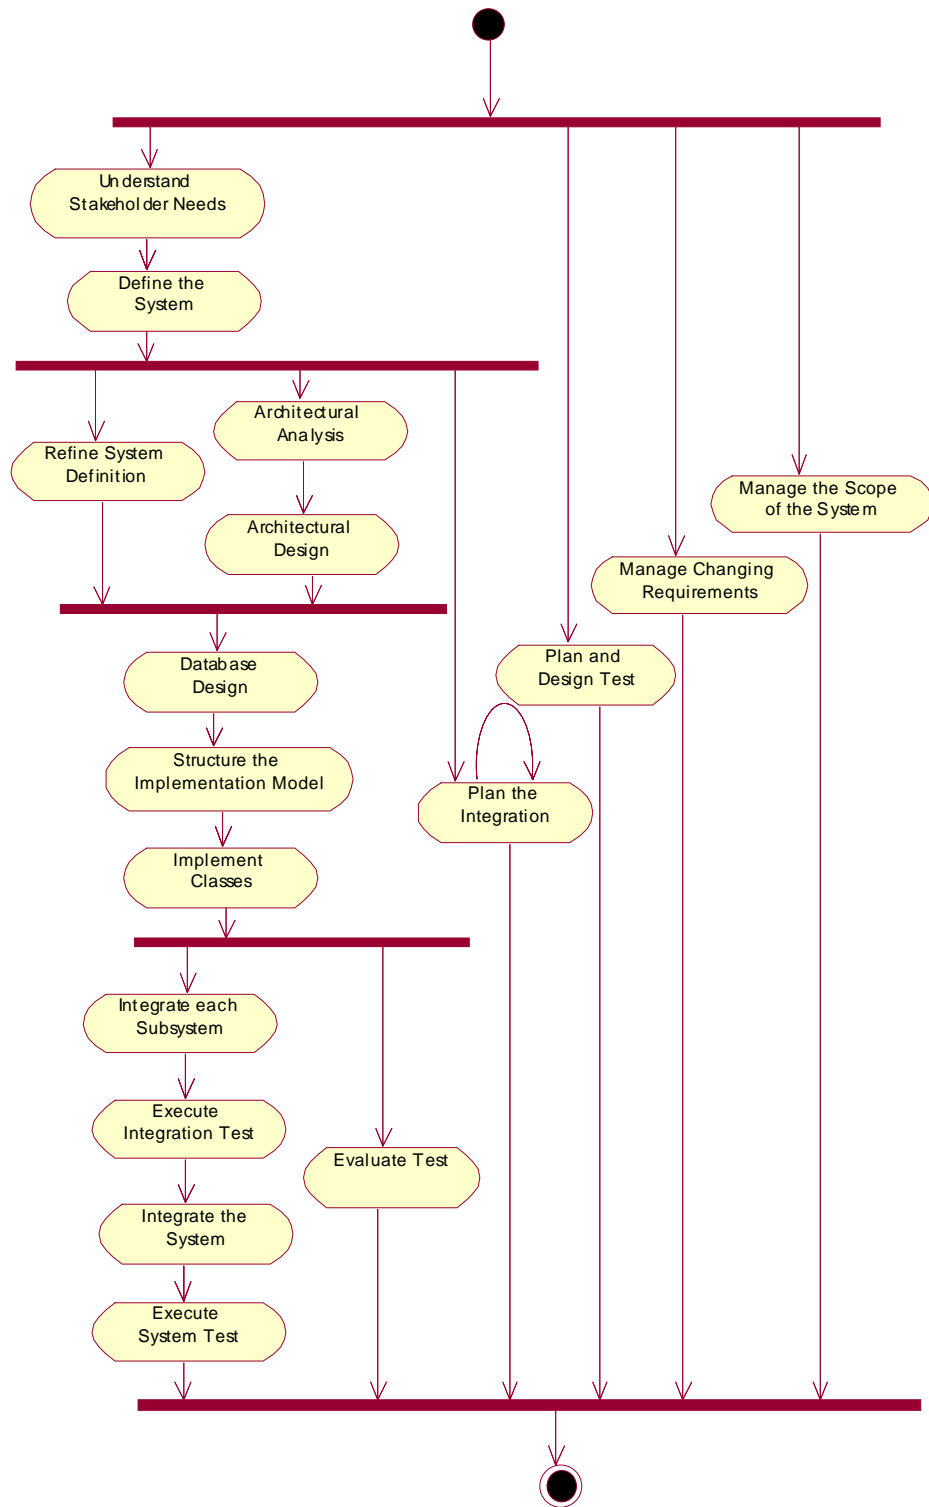 Understand
Stakeholder Needs
Define the
System
Architectural
Analysis
Refine System
Definition
Manage the Scope
of the System
Architectural
Design
Manage Changing
Requirements
Plan and
Design Test
Database
Design
Structure the
Implementation Model
Plan the
Integration
Implement
Classes
Integrate each
Subsystem
Execute
Integration Test
Evaluate Test
Integrate the
System
Execute
System Test